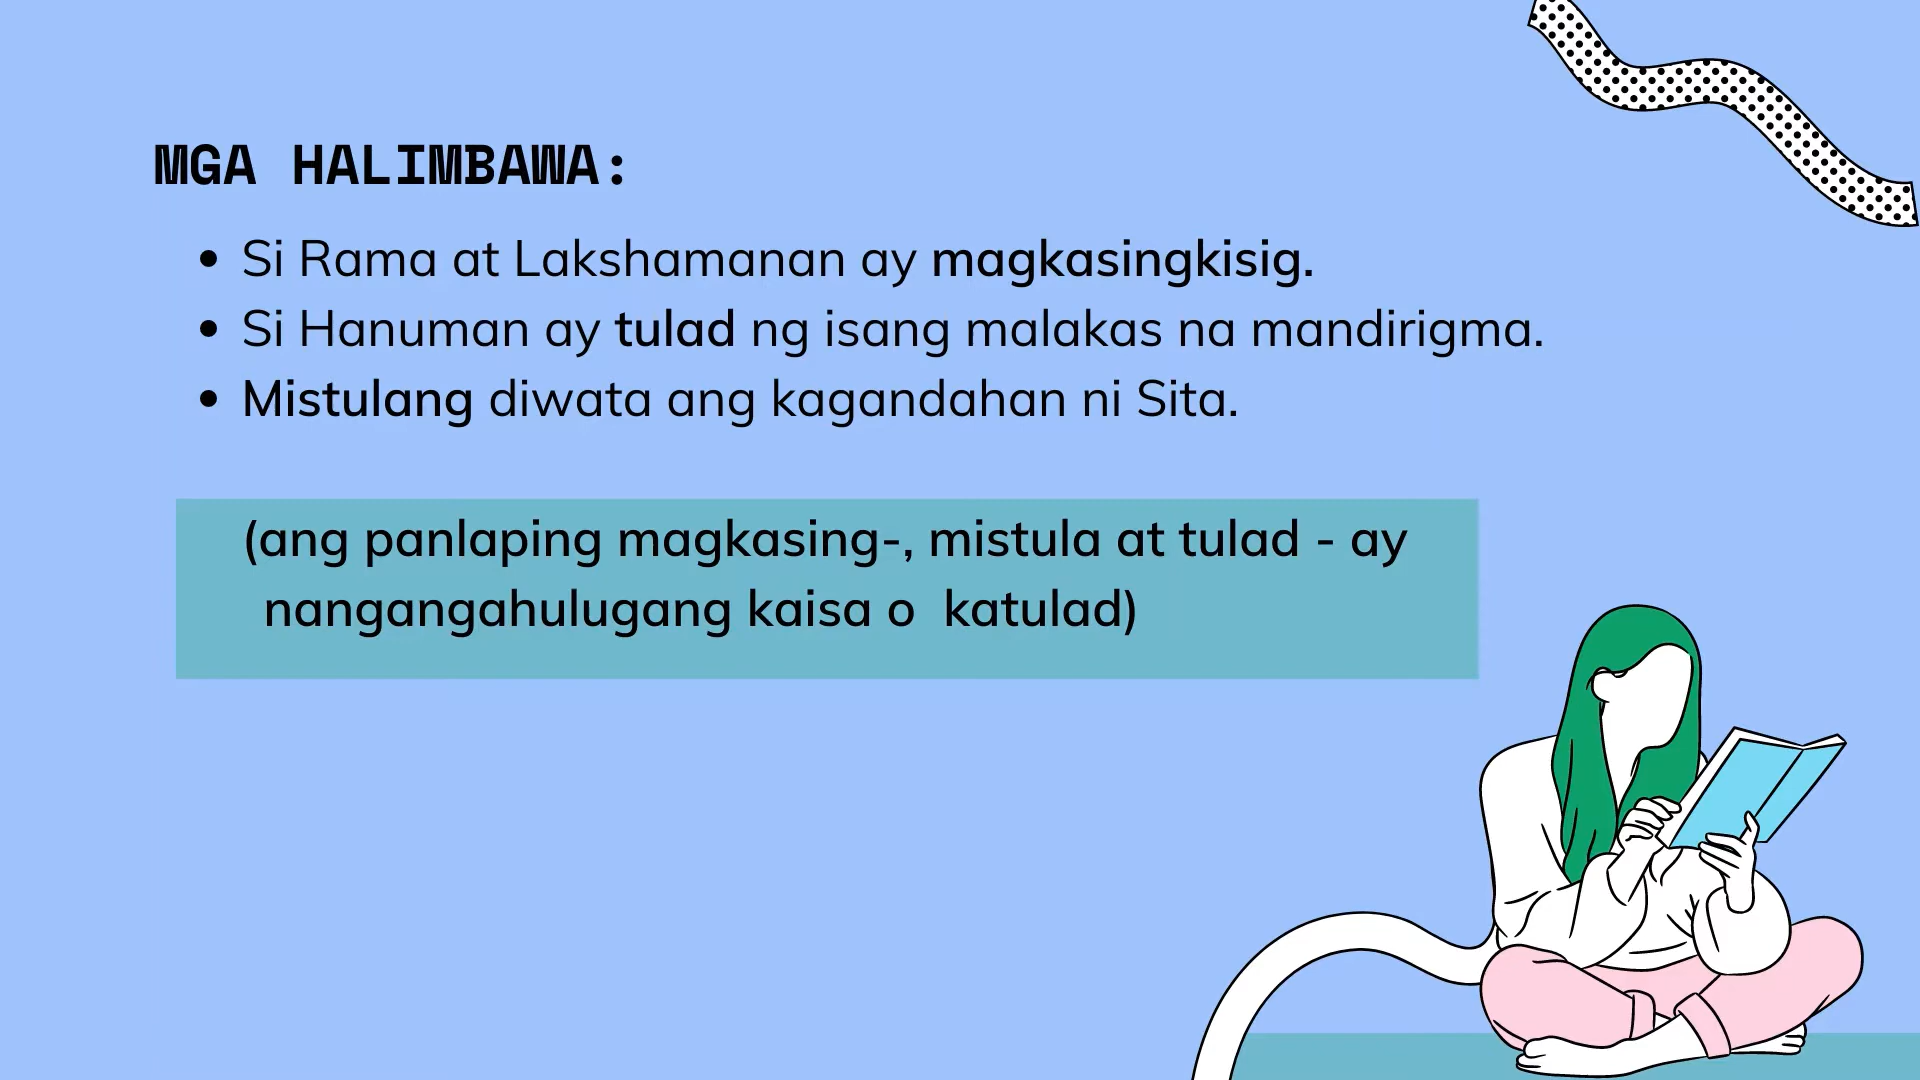 MGA HALIMBAWA:
• Si Rama at Lakshamanan ay magkasingkisig.
• Si Hanuman ay tulad ng isang malakas na mandirigma.
• Mistulang diwata ang kagandahan ni Sita.
(ang panlaping magkasing-, mistula at tulad - ay
nangangahulugang kaisa o katulad)